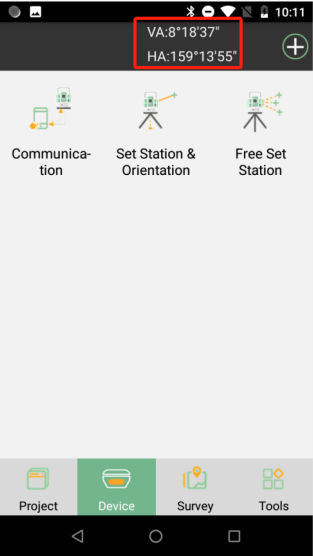 10:11
VA:8°18'37"
HA:159°13'55"
Communica-
tion
Set Station &
Orientation
Free Set
Station
Project
Device
Survey
Tools